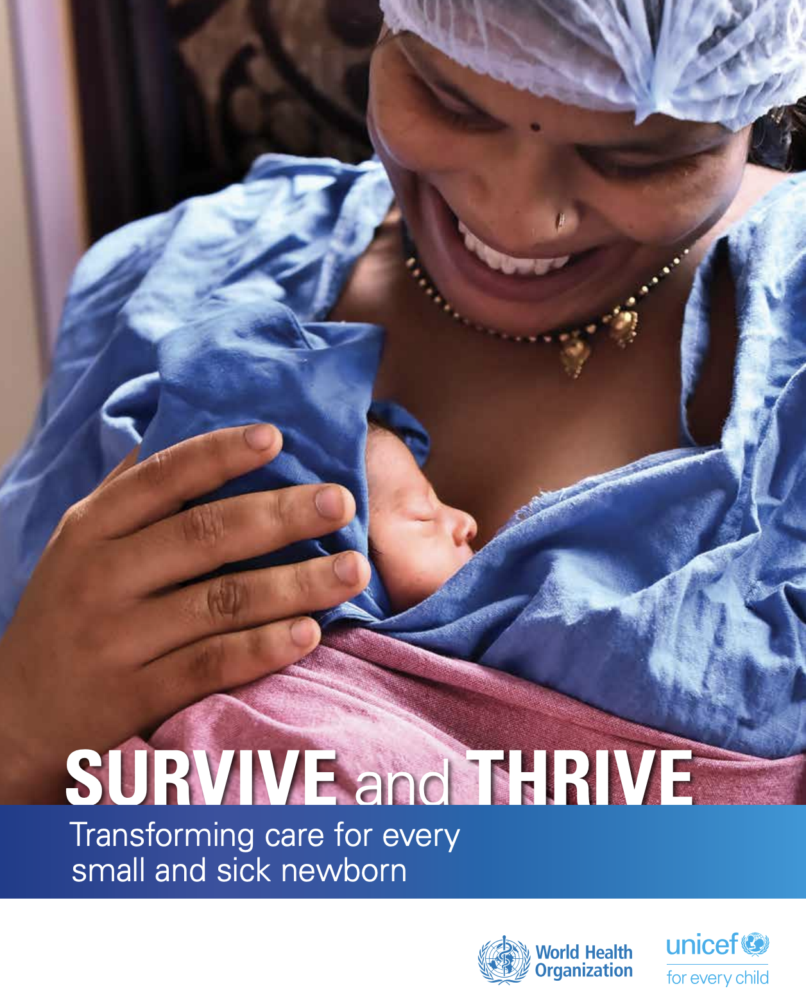 SURVIVE and THRIVE
Transforming care for every
small and sick newborn
World Health
Organization
unicef
for every child